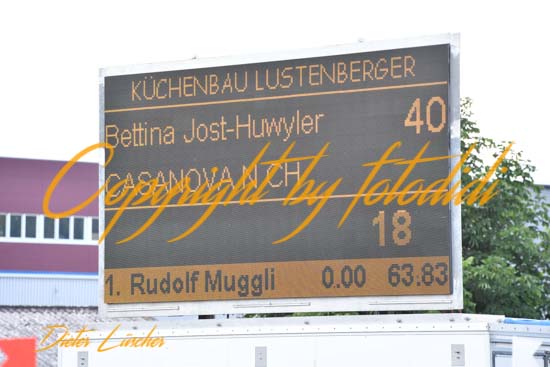 KÜCHENBAU LUSTENBERGER
Bettina Jost-Huwyler 40
CASANOVA N CH
Copyright by fotodidi
18
1. Rudolf Muggli 0.00 63.83
Dieter Lüscher